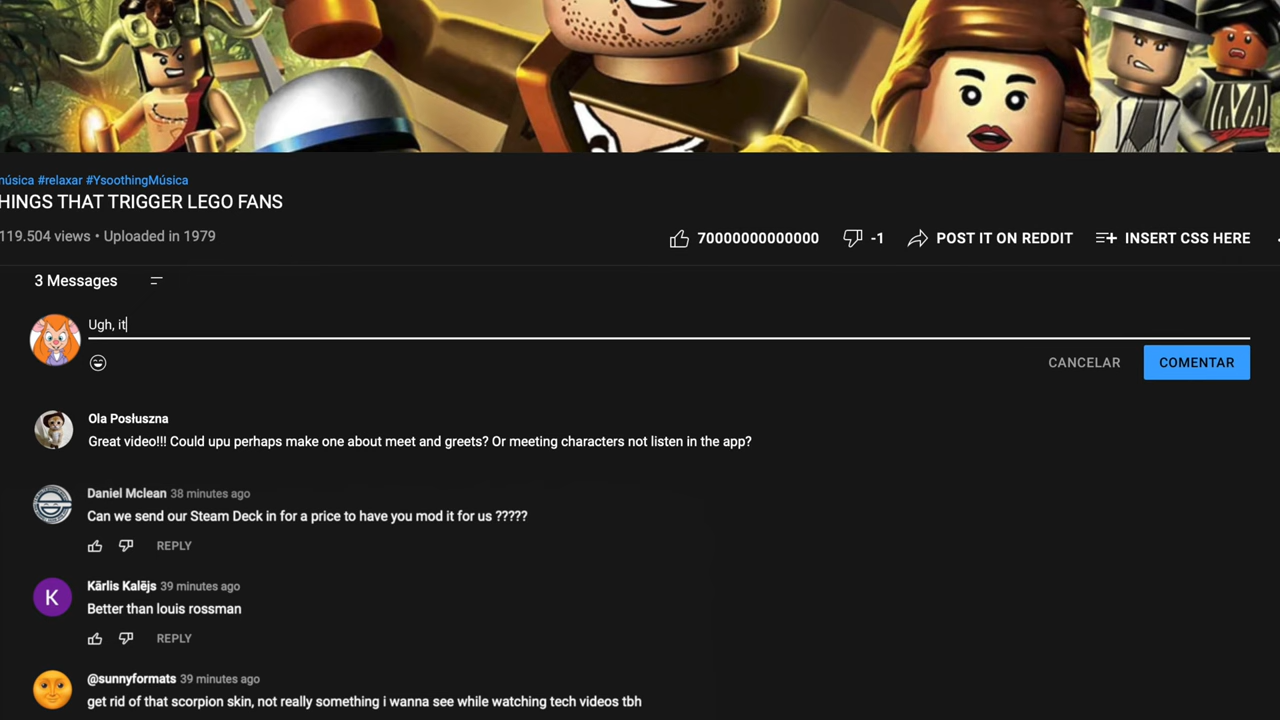 música #relaxar #YsoothingMúsica
HINGS THAT TRIGGER LEGO FANS
119.504 views • Uploaded in 1979
70000000000000
-1
POST IT ON REDDIT
INSERT CSS HERE
3 Messages
Ugh, it
CANCELAR
COMENTAR
Ola Posłuszna
Great video!!! Could upu perhaps make one about meet and greets? Or meeting characters not listen in the app?
Daniel Mclean 38 minutes ago
Can we send our Steam Deck in for a price to have you mod it for us ?????
REPLY
K
Kārlis Kalējs 39 minutes ago
Better than louis rossman
REPLY
@sunnyformats 39 minutes ago
get rid of that scorpion skin, not really something i wanna see while watching tech videos tbh